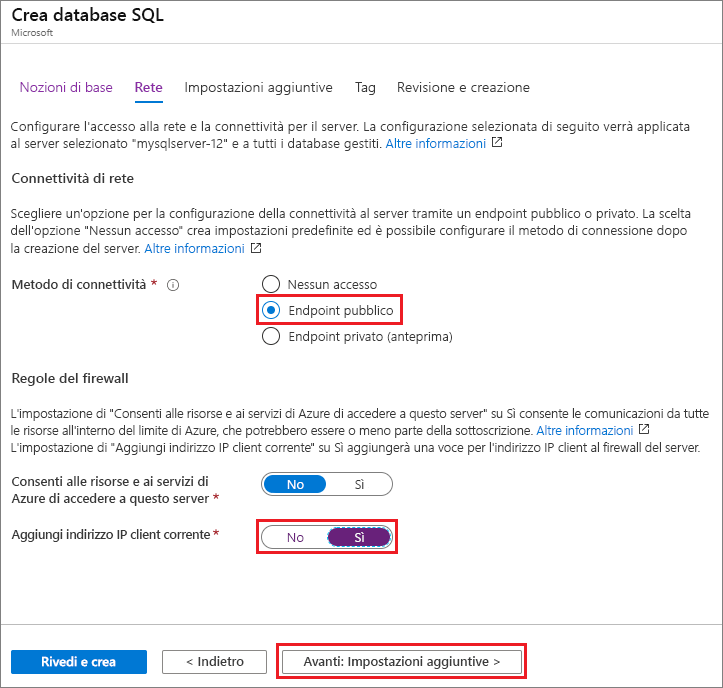 Crea database SQL
Microsoft
Nozioni di base Rete Impostazioni aggiuntive Tag Revisione e creazione
Configurare l'accesso alla rete e la connettività per il server. La configurazione selezionata di seguito verrà applicata
al server selezionato "mysqlserver-12" e a tutti i database gestiti. Altre informazioni
Connettività di rete
Scegliere un'opzione per la configurazione della connettività al server tramite un endpoint pubblico o privato. La scelta
dell'opzione "Nessun accesso" crea impostazioni predefinite ed è possibile configurare il metodo di connessione dopo
la creazione del server. Altre informazioni
Metodo di connettività *
Nessun accesso
Endpoint pubblico
Endpoint privato (anteprima)
Regole del firewall
L'impostazione di "Consenti alle risorse e ai servizi di Azure di accedere a questo server" su Sì consente le comunicazioni da tutte
le risorse all'interno del limite di Azure, che potrebbero essere o meno parte della sottoscrizione. Altre informazioni
L'impostazione di "Aggiungi indirizzo IP client corrente" su Sì aggiungerà una voce per l'indirizzo IP client al firewall del server.
Consenti alle risorse e ai servizi di
Azure di accedere a questo server *
No Sì
Aggiungi indirizzo IP client corrente *
No Sì
Rivedi e crea < Indietro Avanti: Impostazioni aggiuntive >